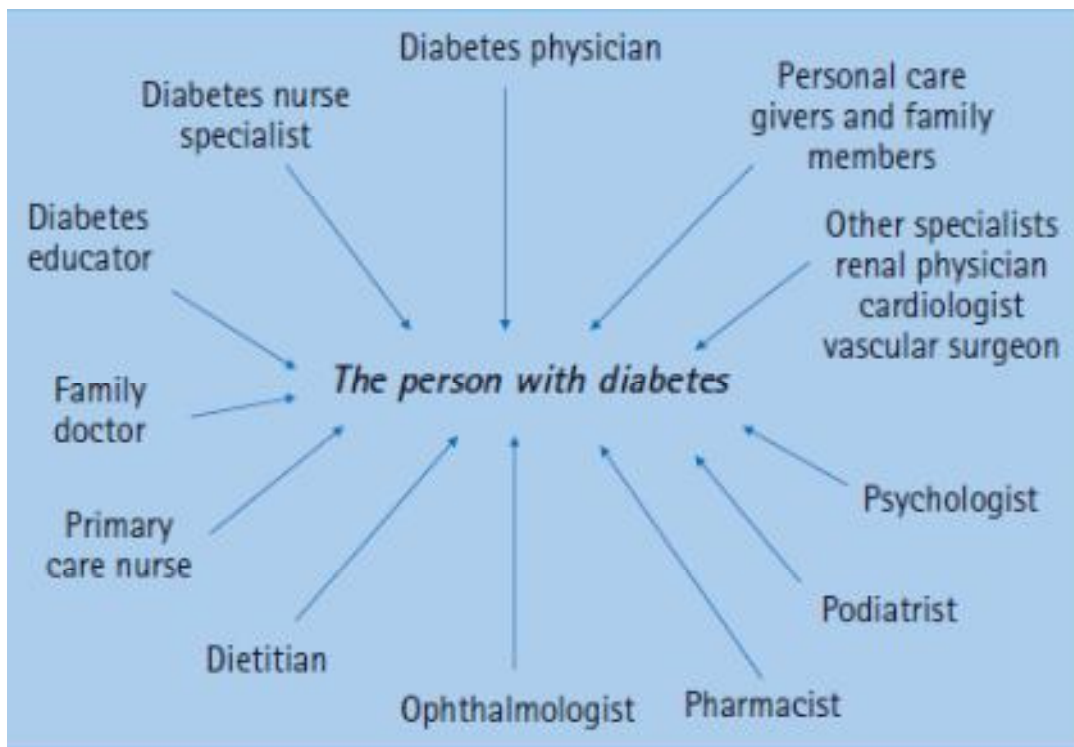 Diabetes physician
Diabetes nurse
specialist
Personal care
givers and family
members
Diabetes
educator
Other specialists
renal physician
cardiologist
vascular surgeon
The person with diabetes
Family
doctor
Psychologist
Primary
care nurse
Podiatrist
Dietitian
Ophthalmologist
Pharmacist